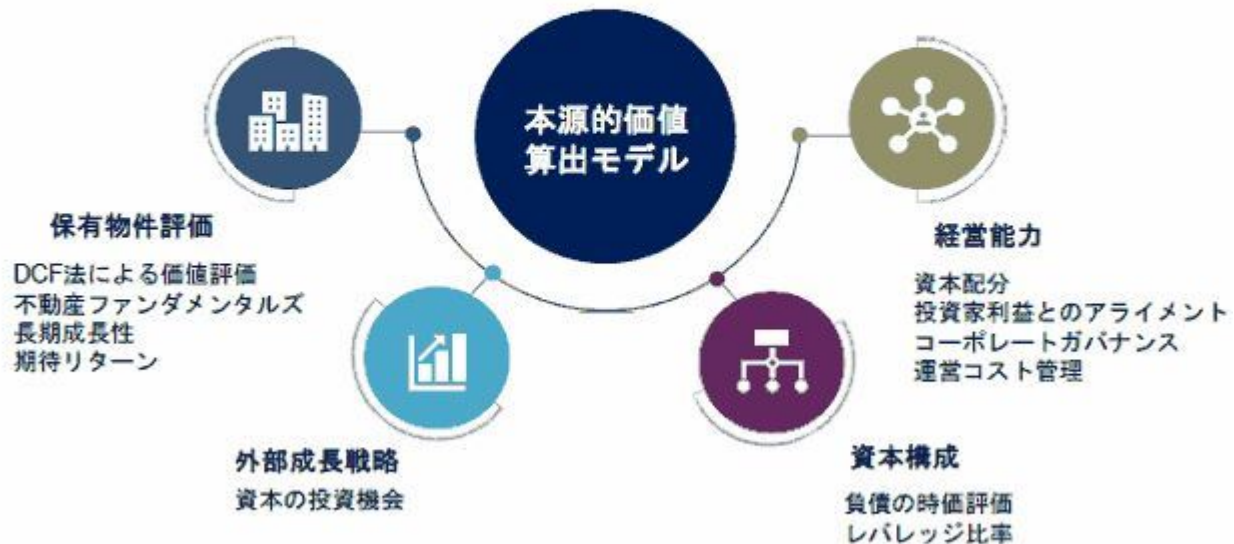 本源的価値
算出モデル
保有物件評価
DCF法による価値評価
不動産ファンダメンタルズ
長期成長性
期待リターン
外部成長戦略
資本の投資機会
資本構成
負債の時価評価
レバレッジ比率
経営能力
資本配分
投資家利益とのアライメント
コーポレートガバナンス
運営コスト管理